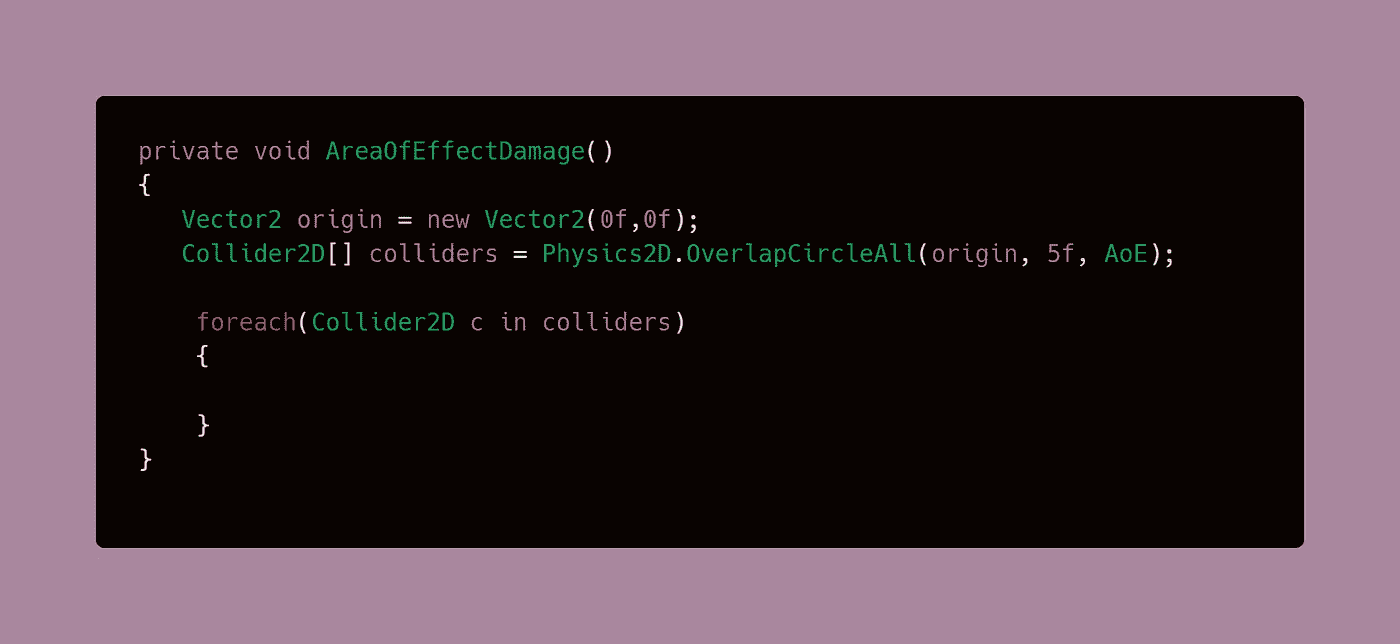 private void AreaOfEffectDamage()
{
   Vector2 origin = new Vector2(0f,0f);
   Collider2D[] colliders = Physics2D.OverlapCircleAll(origin, 5f, AoE);

    foreach(Collider2D c in colliders)
    {

    }
}